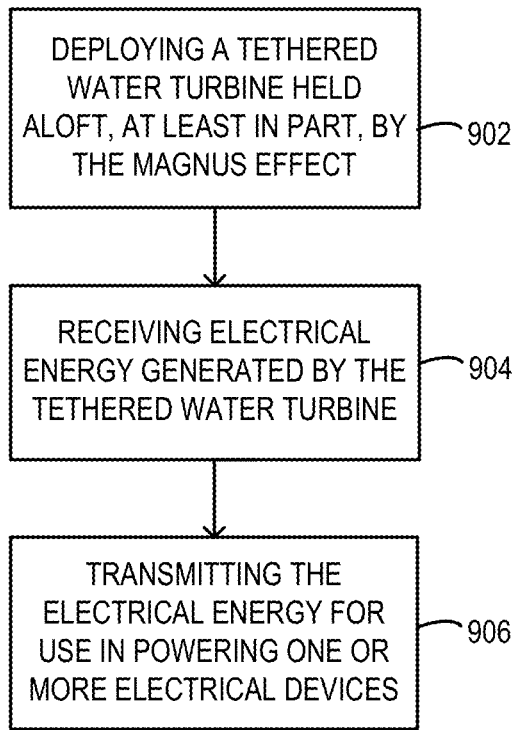 DEPLOYING A TETHERED
WATER TURBINE HELD
ALOFT, AT LEAST IN PART, BY
THE MAGNUS EFFECT
902
RECEIVING ELECTRICAL
ENERGY GENERATED BY THE
TETHERED WATER TURBINE
904
TRANSMITTING THE
ELECTRICAL ENERGY FOR
USE IN POWERING ONE OR
MORE ELECTRICAL DEVICES
906